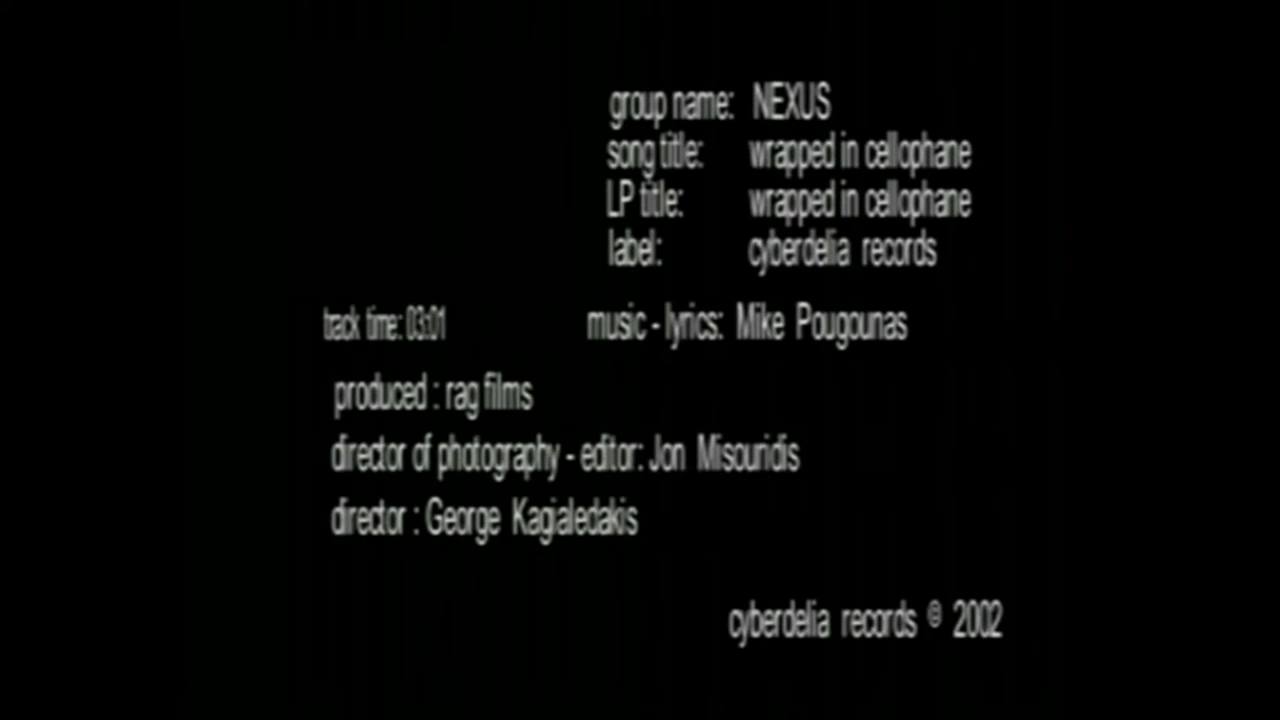 group name: NEXUS
song title: wrapped in cellophane
LP title: wrapped in cellophane
label: cyberdelia records
track time: 03:01 music - lyrics: Mike Pougounas
produced : rag films
director of photography - editor: Jon Misouridis
director : George Kagialedakis
cyberdelia records © 2002